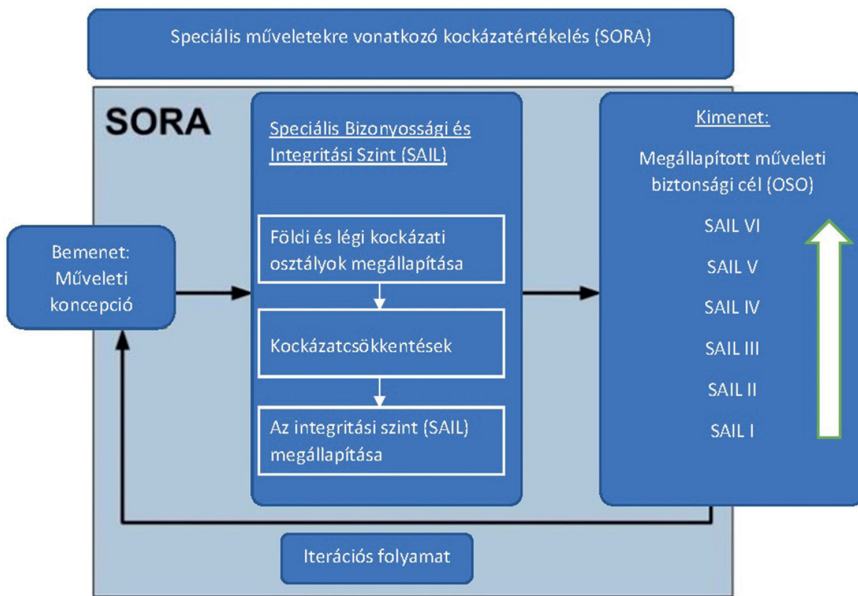 Speciális műveletekre vonatkozó kockázatértékelés (SORA)
SORA
Bemenet:
Műveleti
koncepció
Speciális Bizonyossági és
Integritási Szint (SAIL)
Földi és légi kockázati
osztályok megállapítása
Kockázatcsökkentések
Az integritási szint (SAIL)
megállapítása
Kimenet:
Megállapított műveleti
biztonsági cél (OSO)
SAIL VI
SAIL V
SAIL IV
SAIL III
SAIL II
SAIL I
Iterációs folyamat